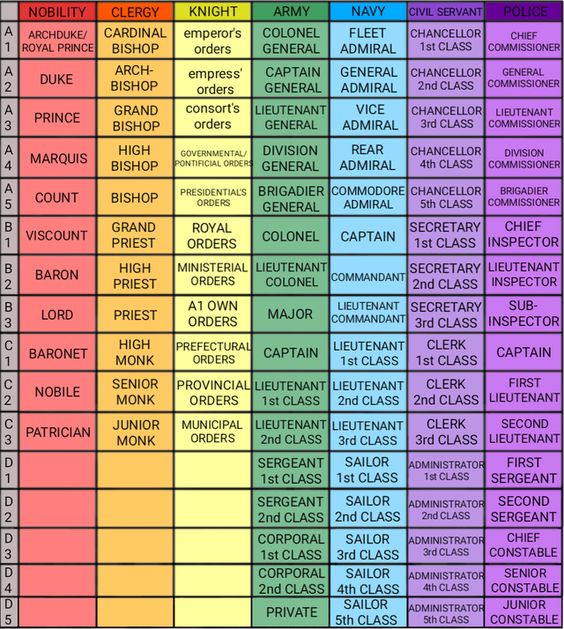 NOBILITY CLERGY KNIGHT ARMY NAVY CIVIL SERVANT POLICE
A 1 ARCHDUKE/ ROYAL PRINCE CARDINAL BISHOP emperor's orders COLONEL GENERAL FLEET ADMIRAL CHANCELLOR 1st CLASS CHIEF COMMISSIONER
A 2 DUKE ARCH- BISHOP empress' orders CAPTAIN GENERAL GENERAL ADMIRAL CHANCELLOR 2nd CLASS GENERAL COMMISSIONER
A 3 PRINCE GRAND BISHOP consort's orders LIEUTENANT GENERAL VICE ADMIRAL CHANCELLOR 3rd CLASS LIEUTENANT COMMISSIONER
A 4 MARQUIS HIGH BISHOP GOVERNMENTAL/ PONTIFICIAL ORDERS DIVISION GENERAL REAR ADMIRAL CHANCELLOR 4th CLASS DIVISION COMMISSIONER
A 5 COUNT BISHOP PRESIDENTIAL'S ORDERS BRIGADIER GENERAL COMMODORE ADMIRAL CHANCELLOR 5th CLASS BRIGADIER COMMISSIONER
B 1 VISCOUNT GRAND PRIEST ROYAL ORDERS COLONEL CAPTAIN SECRETARY 1st CLASS CHIEF INSPECTOR
B 2 BARON HIGH PRIEST MINISTERIAL ORDERS LIEUTENANT COLONEL COMMANDANT SECRETARY 2nd CLASS LIEUTENANT INSPECTOR
B 3 LORD PRIEST A1 OWN ORDERS MAJOR LIEUTENANT COMMANDANT SECRETARY 3rd CLASS SUB- INSPECTOR
C 1 BARONET HIGH MONK PREFECTURAL ORDERS CAPTAIN LIEUTENANT 1st CLASS CLERK 1st CLASS CAPTAIN
C 2 NOBILE SENIOR MONK PROVINCIAL ORDERS LIEUTENANT 1st CLASS LIEUTENANT 2nd CLASS CLERK 2nd CLASS FIRST LIEUTENANT
C 3 PATRICIAN JUNIOR MONK MUNICIPAL ORDERS LIEUTENANT 2nd CLASS LIEUTENANT 3rd CLASS CLERK 3rd CLASS SECOND LIEUTENANT
D 1 SERGEANT 1st CLASS SAILOR 1st CLASS ADMINISTRATOR 1st CLASS FIRST SERGEANT
D 2 SERGEANT 2nd CLASS SAILOR 2nd CLASS ADMINISTRATOR 2nd CLASS SECOND SERGEANT
D 3 CORPORAL 1st CLASS SAILOR 3rd CLASS ADMINISTRATOR 3rd CLASS CHIEF CONSTABLE
D 4 CORPORAL 2nd CLASS SAILOR 4th CLASS ADMINISTRATOR 4th CLASS SENIOR CONSTABLE
D 5 PRIVATE SAILOR 5th CLASS ADMINISTRATOR 5th CLASS JUNIOR CONSTABLE